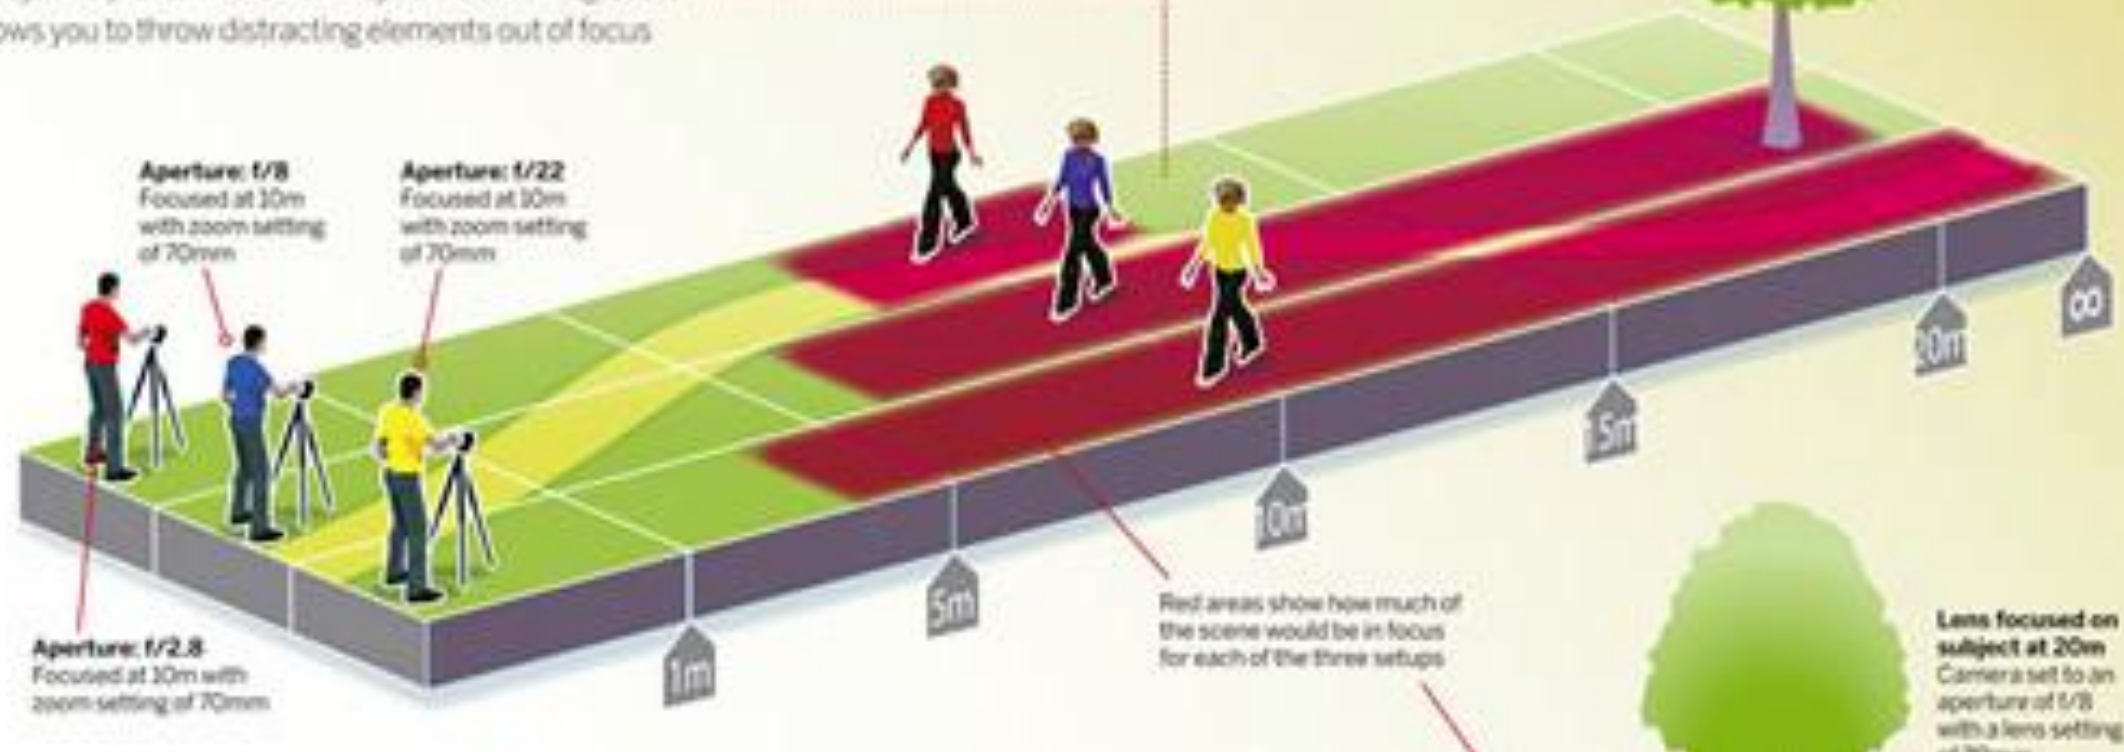 ows you to throw distracting elements out of focus
Aperture: f/8
Focused at 10m
with zoom setting
of 70mm
Aperture: f/22
Focused at 10m
with zoom setting
of 70mm
Aperture: f/2.8
Focused at 10m with
zoom setting of 70mm
1m
5m
10m
15m
∞
Red areas show how much of
the scene would be in focus
for each of the three setups
Lens focused on
subject at 20m
Camera set to an
aperture of f/8
with a lens setting